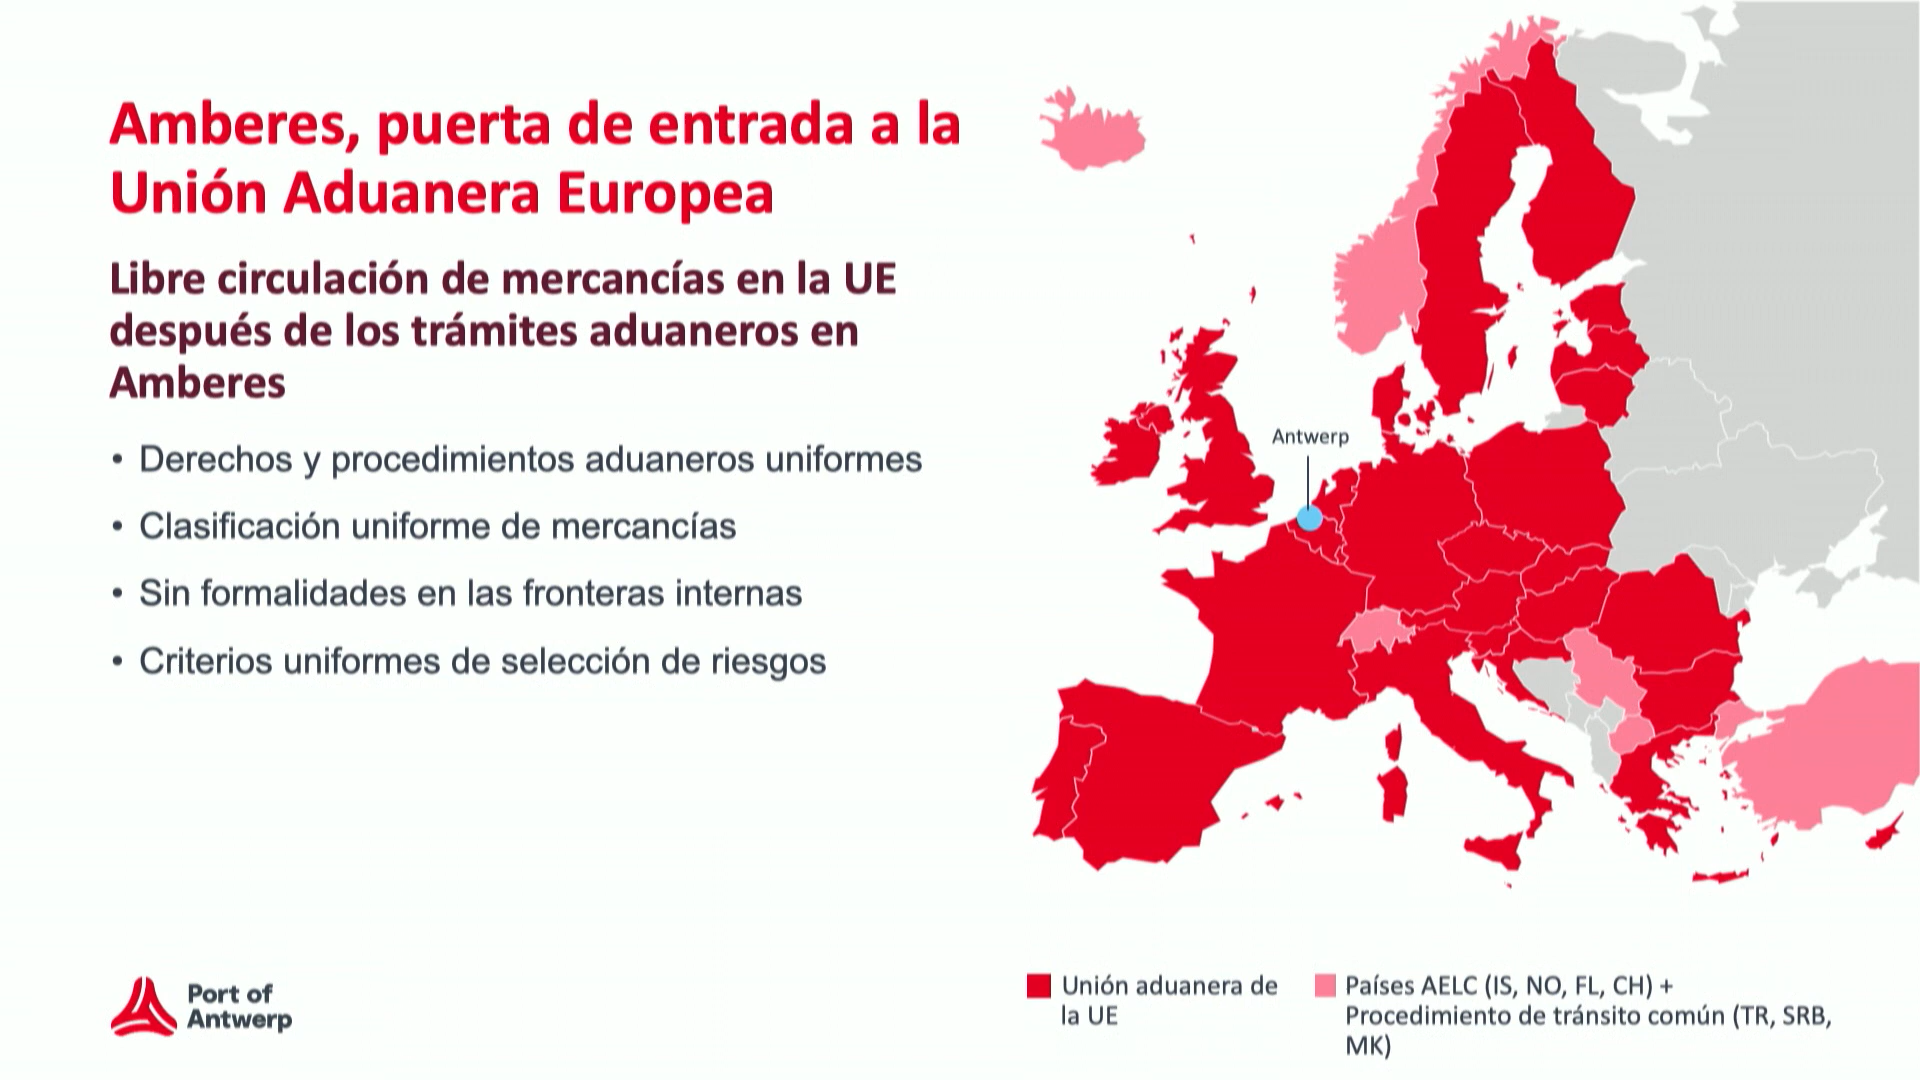 Amberes, puerta de entrada a la
Unión Aduanera Europea
Libre circulación de mercancías en la UE
después de los trámites aduaneros en
Amberes
• Derechos y procedimientos aduaneros uniformes
• Clasificación uniforme de mercancías
• Sin formalidades en las fronteras internas
• Criterios uniformes de selección de riesgos
Antwerp
Unión aduanera de
la UE
Países AELC (IS, NO, FL, CH) +
Procedimiento de tránsito común (TR, SRB,
MK)
Port of
Antwerp